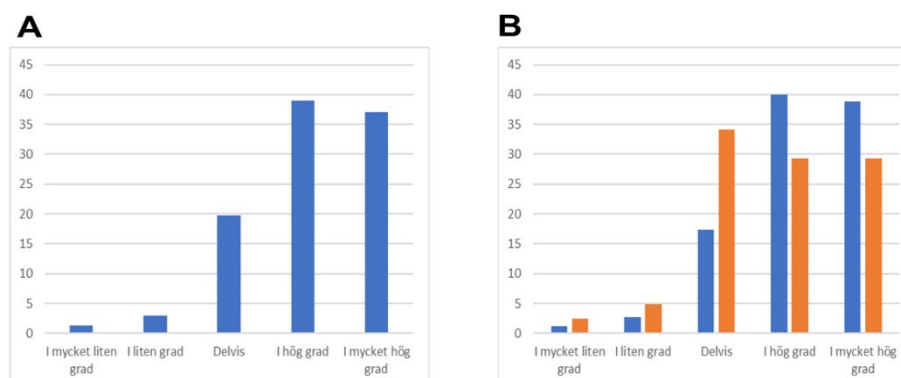 A
45
40
35
30
25
20
15
10
5
0
I mycket liten grad
I liten grad
Delvis
I hög grad
I mycket hög grad
B
45
40
35
30
25
20
15
10
5
0
I mycket liten grad
I liten grad
Delvis
I hög grad
I mycket hög grad